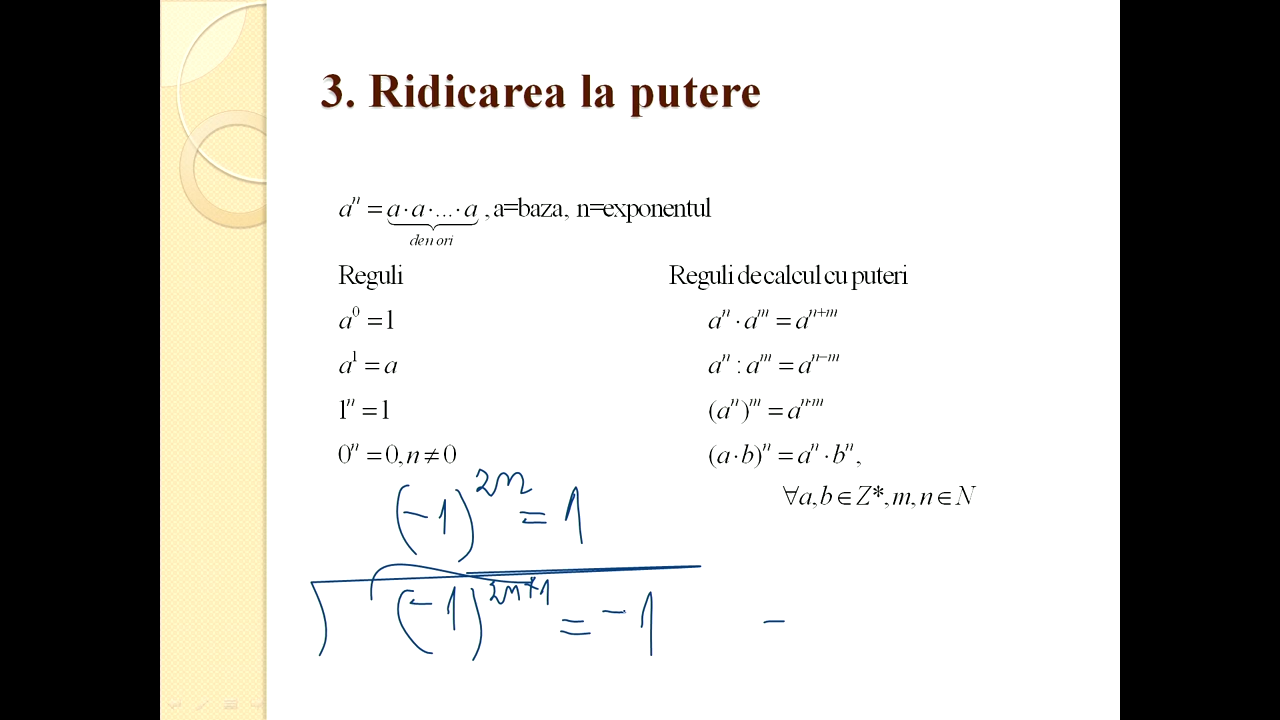 3. Ridicarea la putere
aⁿ = a·a·...·a , a=baza, n=exponentul
de n ori
Reguli
Reguli de calcul cu puteri
a⁰ = 1
aⁿ · aᵐ = aⁿ⁺ᵐ
a¹ = a
aⁿ : aᵐ = aⁿ⁻ᵐ
1ⁿ = 1
(aⁿ)ᵐ = aⁿ·ᵐ
0ⁿ = 0, n ≠ 0
(a·b)ⁿ = aⁿ · bⁿ,
∀a, b ∈ Z*, m, n ∈ N
(-1)²ⁿ = 1
(-1)²ⁿ⁺¹ = -1